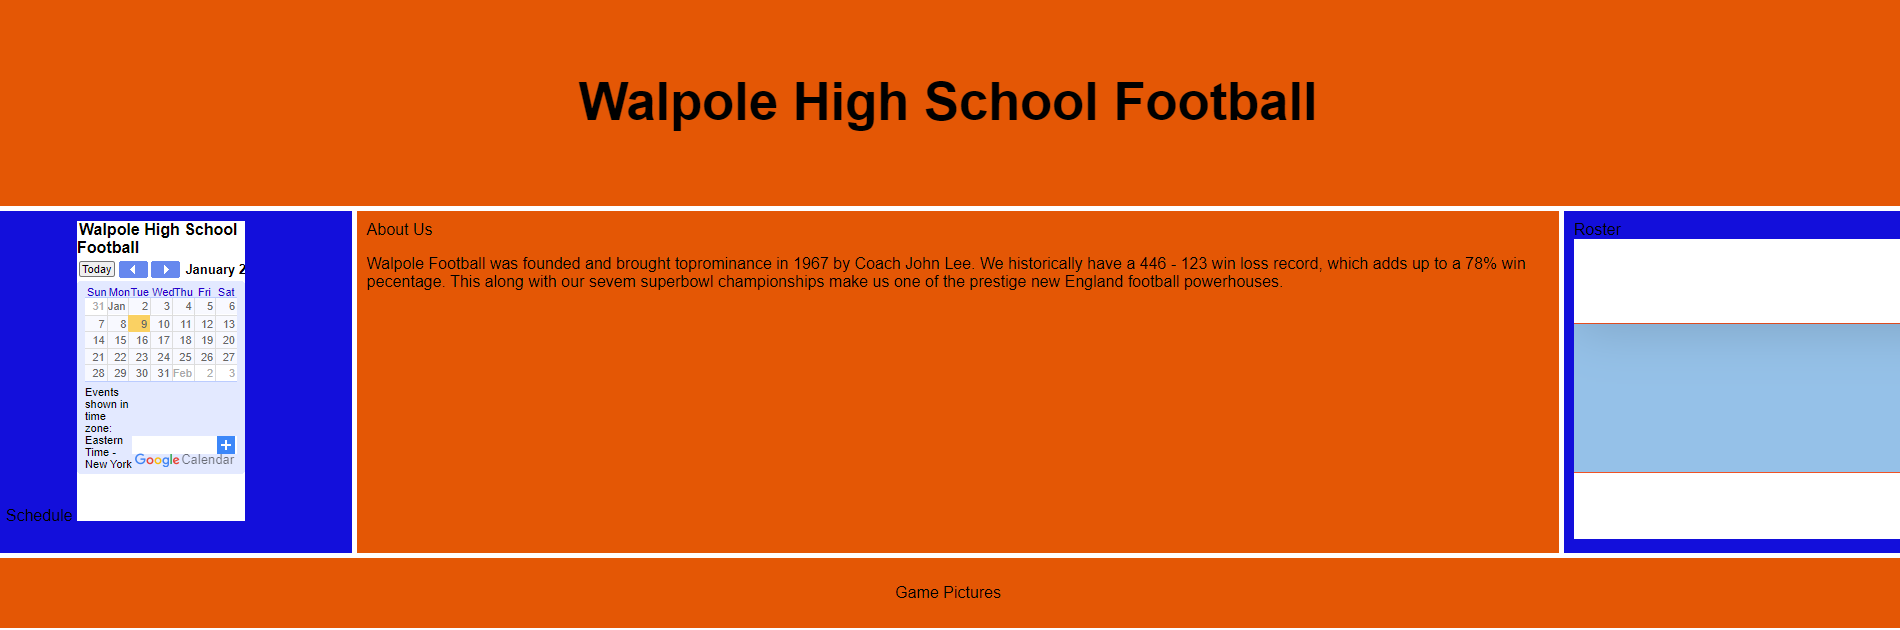 Walpole High School Football
Walpole High School
Football
Today
January 2
Sun Mon Tue Wed Thu Fri Sat
31 Jan 2 3 4 5 6
7 8 9 10 11 12 13
14 15 16 17 18 19 20
21 22 23 24 25 26 27
28 29 30 31 Feb 2 3
Events
shown in
time
zone:
Eastern
Time -
New York
Google Calendar
Schedule
About Us
Walpole Football was founded and brought toprominance in 1967 by Coach John Lee. We historically have a 446 - 123 win loss record, which adds up to a 78% win
pecentage. This along with our sevem superbowl championships make us one of the prestige new England football powerhouses.
Roster
Game Pictures